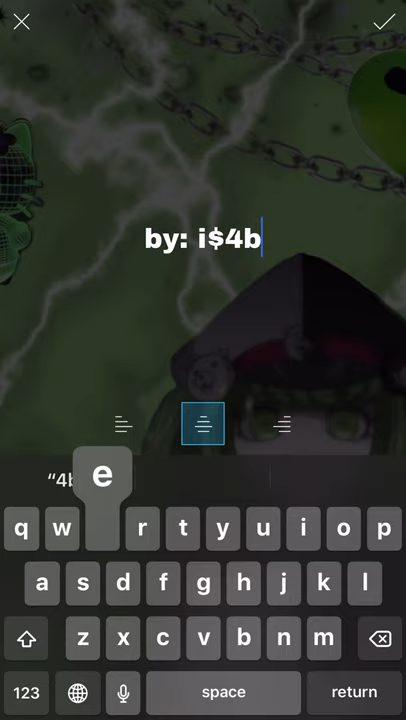 by: i$4b
“4b
e
q w r t y u i o p
a s d f g h j k l
z x c v b n m
123 space return